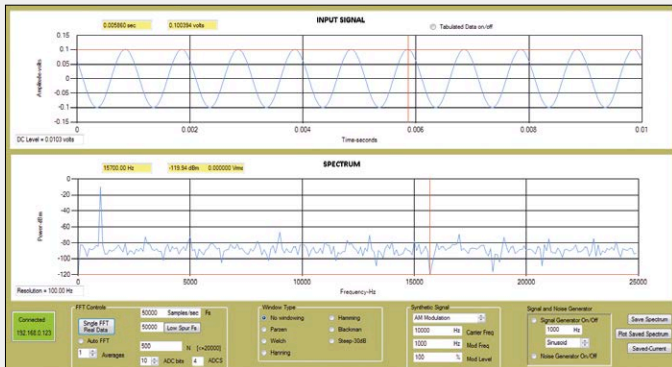 INPUT SIGNAL
0.005860 sec
0.100394 volts
Tabulated Data on/off
0.15
0.1
0.05
0
-0.05
-0.1
-0.15
Amplitude-volts
0
0.002
0.004
0.006
0.008
0.01
Time-seconds
DC Level = 0.0103 volts
SPECTRUM
15700.00 Hz
-119.54 dBm 0.000000 Vrms
0
-20
-40
-60
-80
-100
-120
Power-dBm
0
5000
10000
15000
20000
25000
Frequency-Hz
Resolution = 100.00 Hz
Connected
192.168.0.123
FFT Controls
Single FFT
Real Data
Auto FFT
1 Averages
50000 Samples/sec Fs
50000 Low Spur Fs
500 N [<=20000]
10 ADC bits 4 ADCS
Window Type
No windowing
Parzen
Welch
Hanning
Hamming
Blackman
Steep-30dB
Synthetic Signal
AM Modulation
10000 Hz Carrier Freq
1000 Hz Mod Freq
100 % Mod Level
Signal and Noise Generator
Signal Generator On/Off
1000 Hz
Sinusoid
Noise Generator On/Off
Save Spectrum
Plot Saved Spectrum
Saved-Current